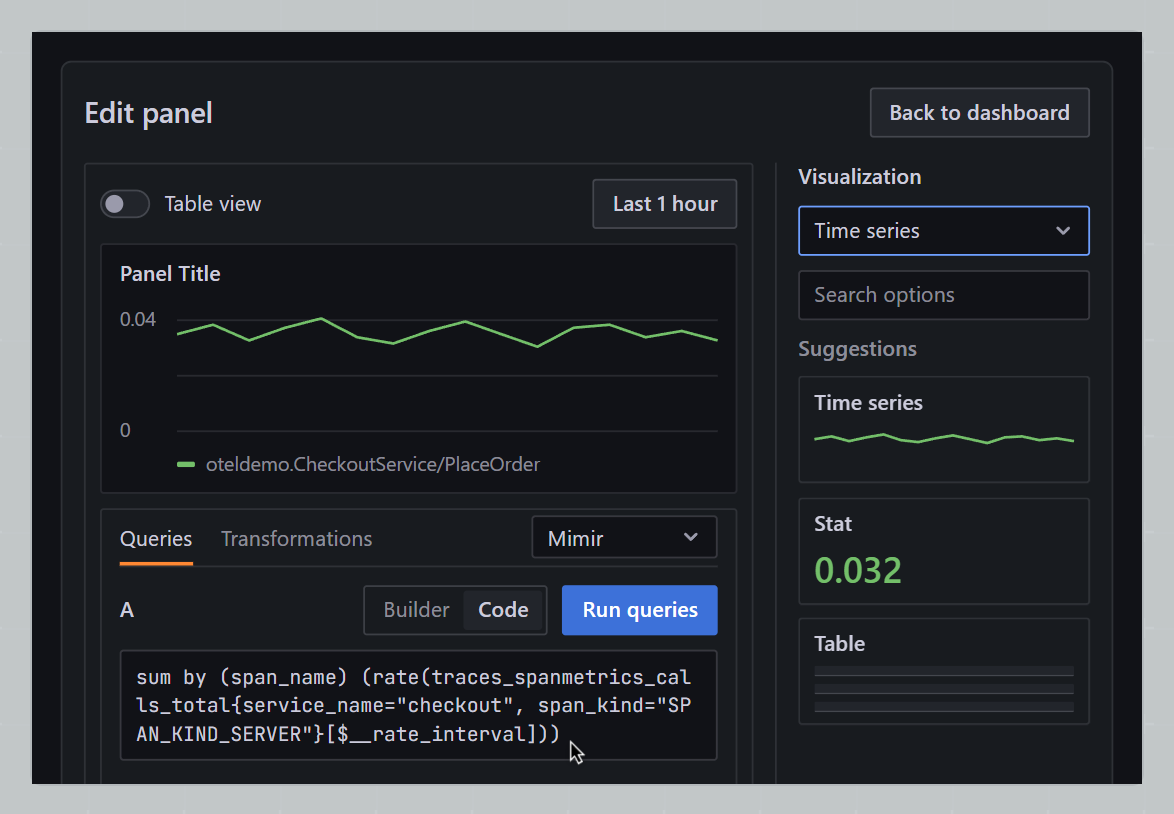 Edit panel
Back to dashboard
Table view
Last 1 hour
Panel Title
0.04
0
oteldemo.CheckoutService/PlaceOrder
Queries
Transformations
Mimir
A
Builder
Code
Run queries
sum by (span_name) (rate(traces_spanmetrics_cal
ls_total{service_name="checkout", span_kind="SP
AN_KIND_SERVER"}[$__rate_interval]))
Visualization
Time series
Search options
Suggestions
Time series
Stat
0.032
Table